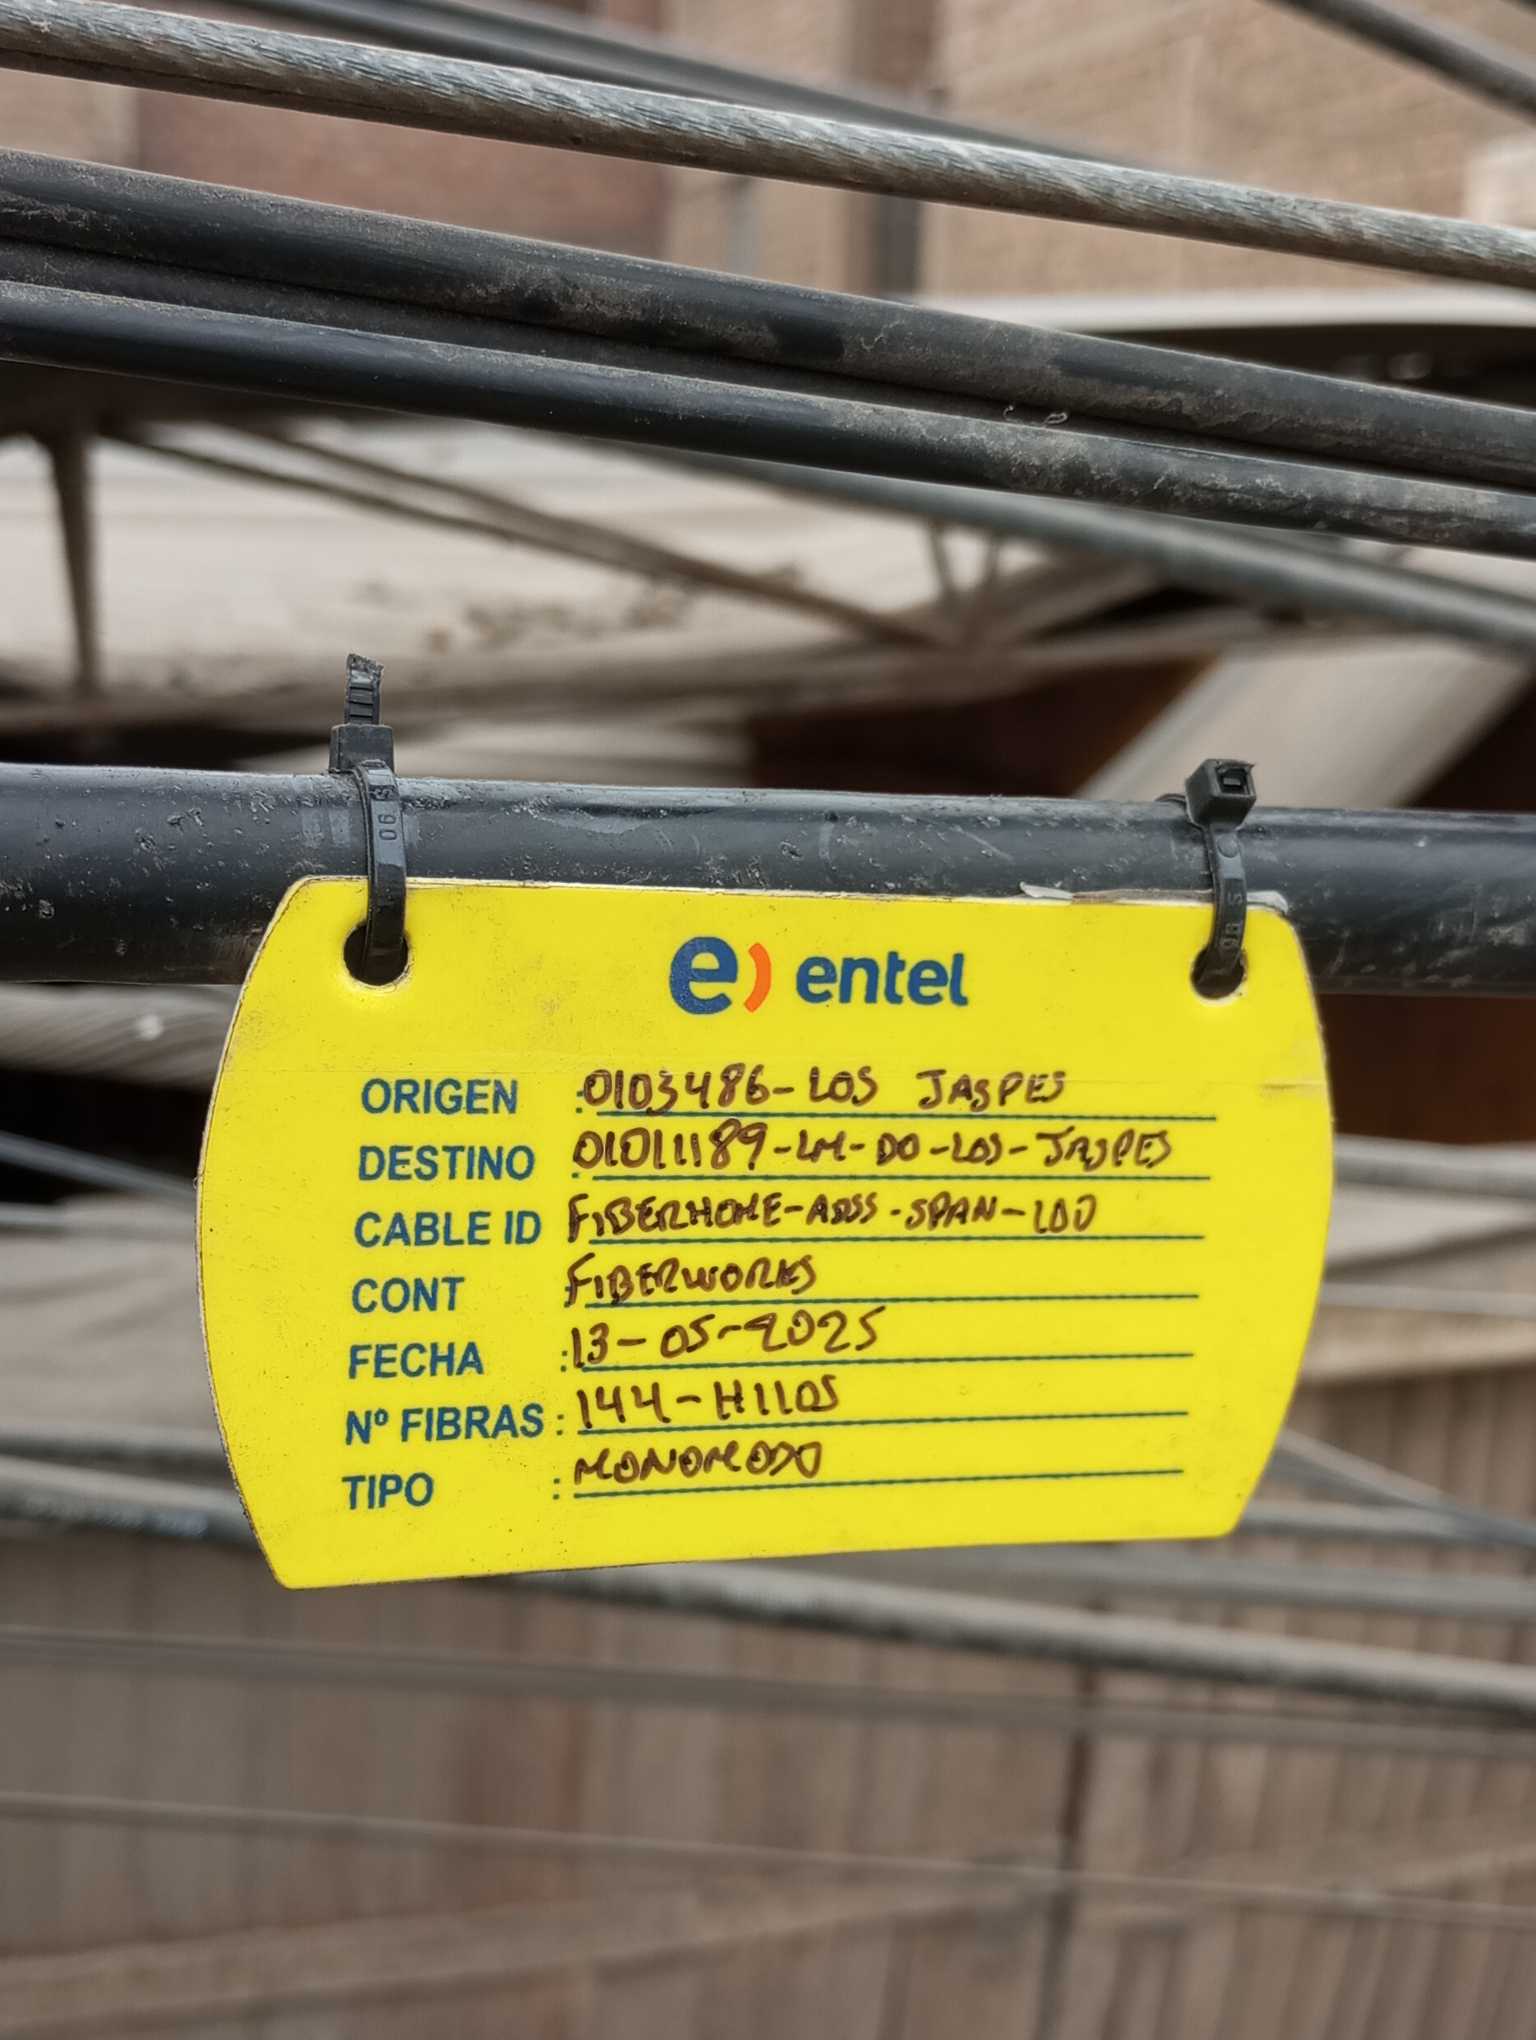 e) entel
ORIGEN : 0103486-LOS JASPES
DESTINO : 01011189-LM-DO-LOS-JASPES
CABLE ID FIBERHOME-ADSS-SPAN-100
CONT FIBERWORKS
FECHA : 13-05-2025
Nº FIBRAS : 144-HILOS
TIPO : MONOMODO